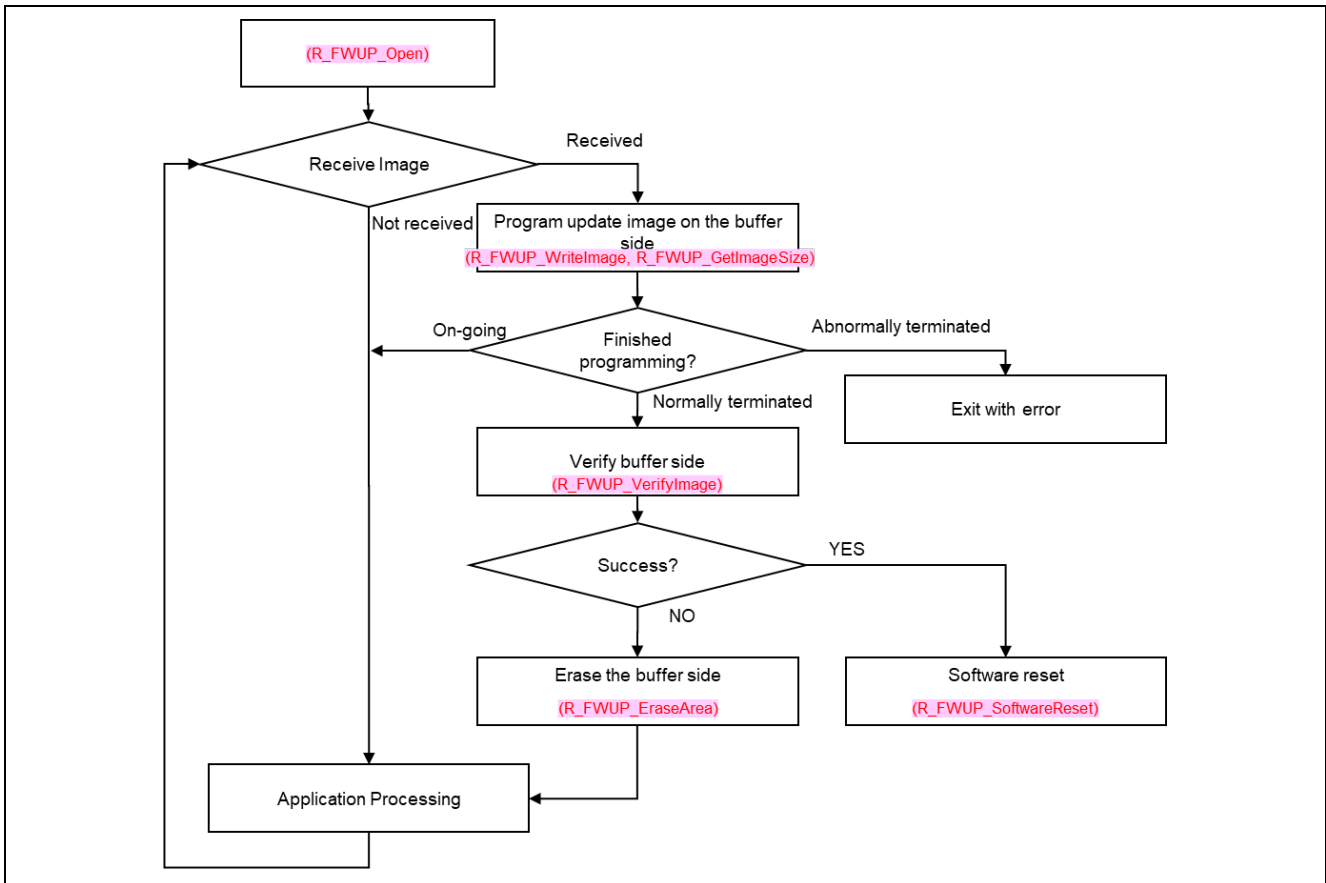 (R_FWUP_Open)
Receive Image
Received
Not received
Program update image on the buffer
side
(R_FWUP_WriteImage, R_FWUP_GetImageSize)
On-going
Finished
programming?
Abnormally terminated
Exit with error
Normally terminated
Verify buffer side
(R_FWUP_VerifyImage)
Success?
YES
NO
Erase the buffer side
(R_FWUP_EraseArea)
Software reset
(R_FWUP_SoftwareReset)
Application Processing